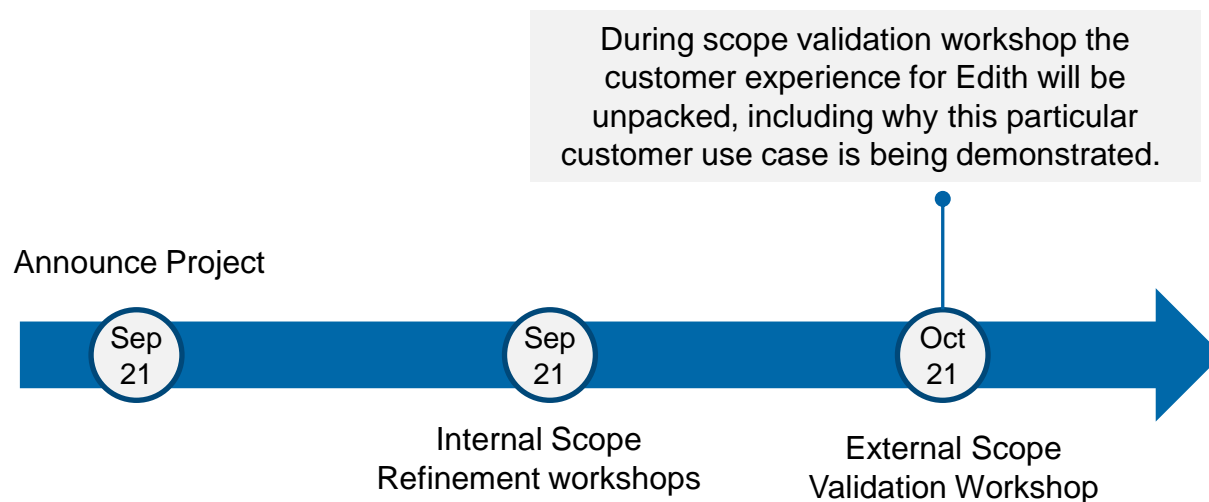 During scope validation workshop the
customer experience for Edith will be
unpacked, including why this particular
customer use case is being demonstrated.
Announce Project
Sep
21
Sep
21
Oct
21
Internal Scope
Refinement workshops
External Scope
Validation Workshop